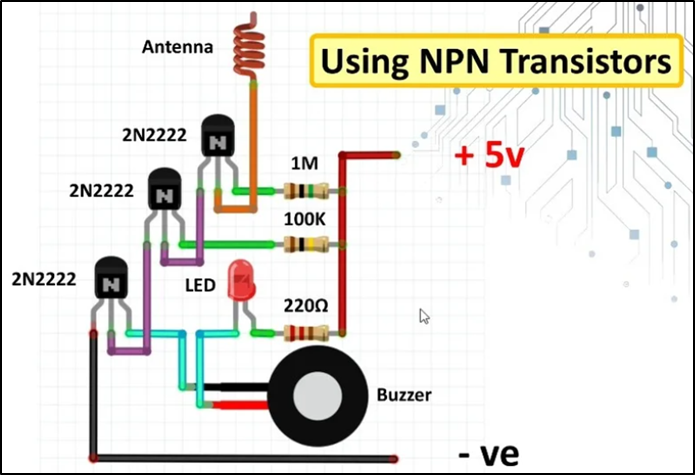 Antenna
Using NPN Transistors
2N2222
1M
+ 5v
2N2222
100K
2N2222
LED
220Ω
Buzzer
- ve
N
N
N